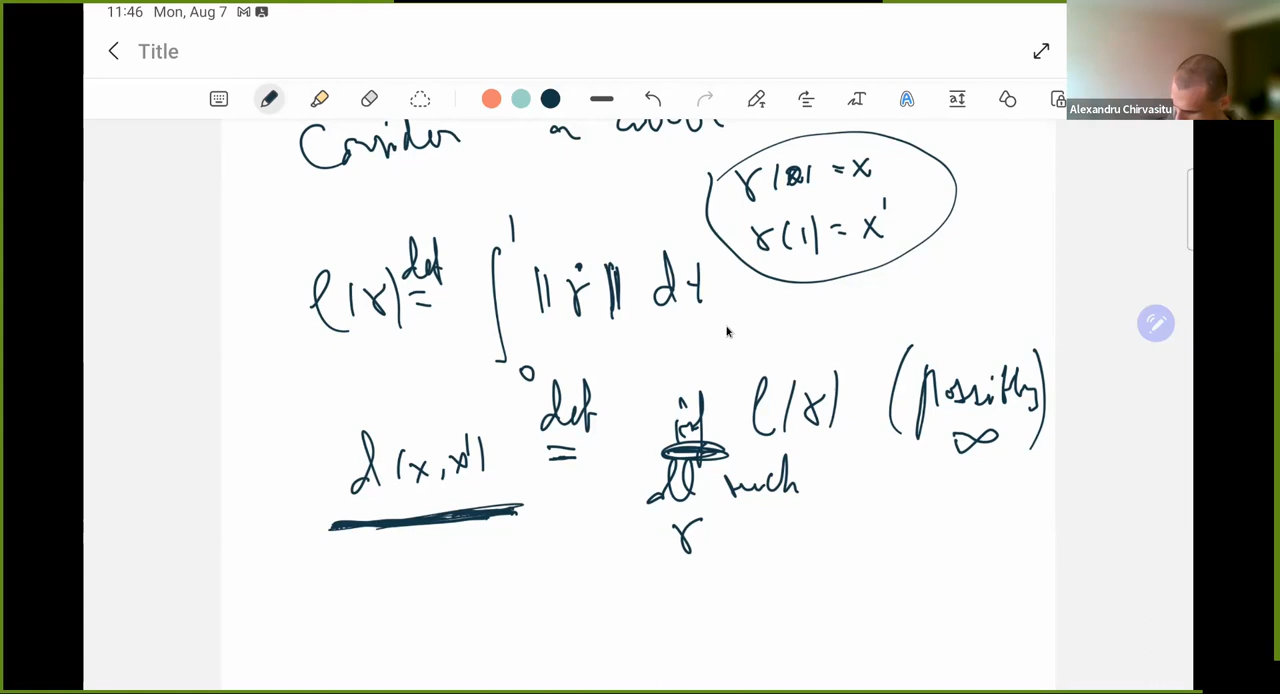 11:46 Mon, Aug 7
Title
Alexandru Chirvasitu
Consider
γ(0) = x
γ(1) = x'
ℓ(γ) def= ∫₀¹ ‖γ̇‖ dt
d(x, x') def= inf ℓ(γ) (possibly ∞)
all such
γ